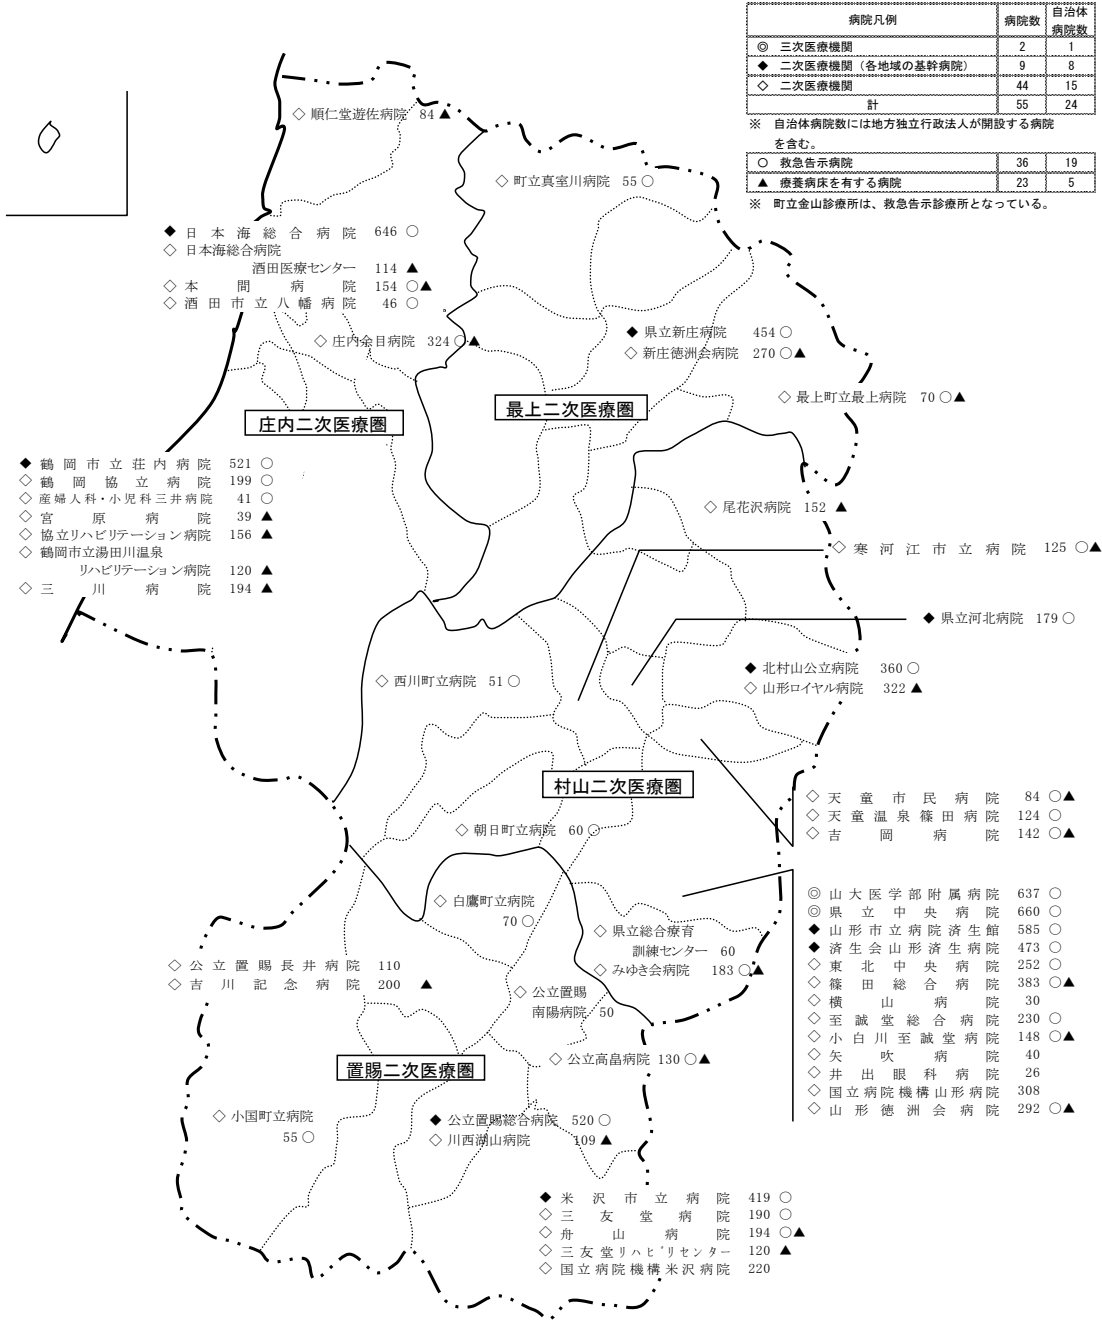 病院凡例 病院数 自治体病院数
◎ 三次医療機関 2 1
◆ 二次医療機関（各地域の基幹病院） 9 8
◇ 二次医療機関 44 15
計 55 24
※ 自治体病院数には地方独立行政法人が開設する病院
を含む。
○ 救急告示病院 36 19
▲ 療養病床を有する病院 23 5
※ 町立金山診療所は、救急告示診療所となっている。
◇ 順仁堂遊佐病院 84 ▲
◇ 町立真室川病院 55 ○
◆ 日本海総合病院 646 ○
◇ 日本海総合病院
酒田医療センター 114 ▲
◇ 本間病院 154 ○▲
◇ 酒田市立八幡病院 46 ○
◇ 庄内余目病院 324 ○▲
◆ 県立新庄病院 454 ○
◇ 新庄徳洲会病院 270 ○▲
◇ 最上町立最上病院 70 ○▲
庄内二次医療圏
最上二次医療圏
◆ 鶴岡市立荘内病院 521 ○
◇ 鶴岡協立病院 199 ○
◇ 産婦人科・小児科三井病院 41 ○
◇ 宮原病院 39 ▲
◇ 協立リハビリテーション病院 156 ▲
◇ 鶴岡市立湯田川温泉
リハビリテーション病院 120 ▲
◇ 三川病院 194 ▲
◇ 尾花沢病院 152 ▲
◇ 寒河江市立病院 125 ○▲
◆ 県立河北病院 179 ○
◆ 北村山公立病院 360 ○
◇ 山形ロイヤル病院 322 ▲
◇ 西川町立病院 51 ○
村山二次医療圏
◇ 天童市民病院 84 ○▲
◇ 天童温泉篠田病院 124 ○
◇ 吉岡病院 142 ○▲
◇ 朝日町立病院 60 ○
◎ 山大医学部附属病院 637 ○
◎ 県立中央病院 660 ○
◆ 山形市立病院済生館 585 ○
◆ 済生会山形済生病院 473 ○
◇ 東北中央病院 252 ○
◇ 篠田総合病院 383 ○▲
◇ 横山病院 30
◇ 至誠堂総合病院 230 ○
◇ 小白川至誠堂病院 148 ○▲
◇ 矢吹病院 40
◇ 井出眼科病院 26
◇ 国立病院機構山形病院 308
◇ 山形徳洲会病院 292 ○▲
◇ 白鷹町立病院
70 ○
◇ 県立総合療育
訓練センター 60
◇ みゆき会病院 183 ○▲
◇ 公立置賜長井病院 110
◇ 吉川記念病院 200 ▲
◇ 公立置賜
南陽病院 50
◇ 公立高畠病院 130 ○▲
置賜二次医療圏
◇ 小国町立病院
55 ○
◆ 公立置賜総合病院 520 ○
◇ 川西湖山病院 109 ▲
◆ 米沢市立病院 419 ○
◇ 三友堂病院 190 ○
◇ 舟山病院 194 ○▲
◇ 三友堂リハビリセンター 120 ▲
◇ 国立病院機構米沢病院 220